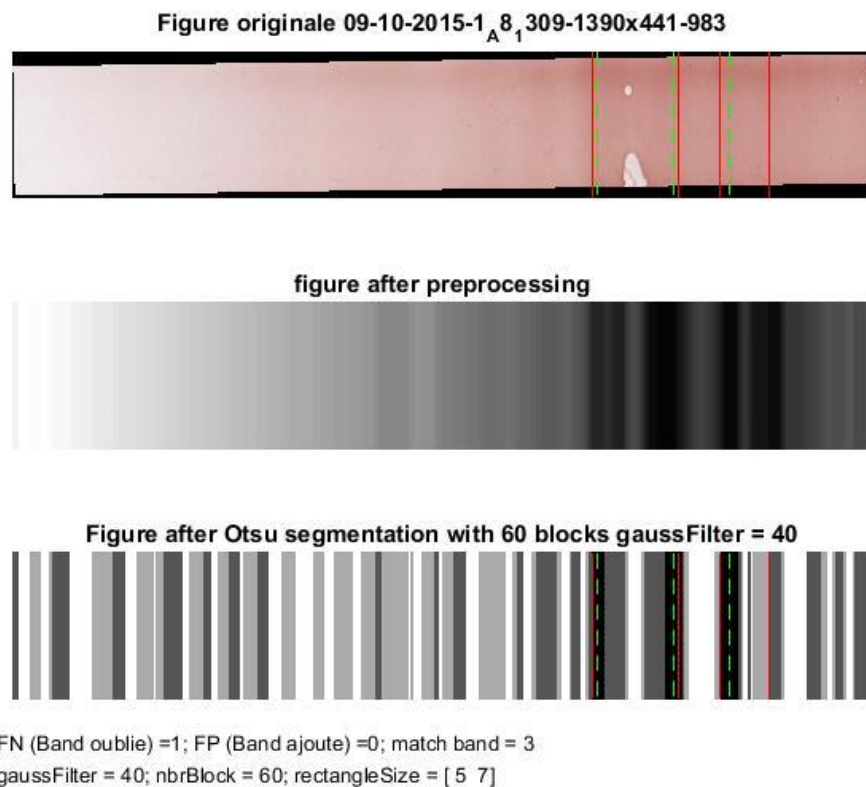 Figure originale 09-10-2015-1A81309-1390x441-983
figure after preprocessing
Figure after Otsu segmentation with 60 blocks gaussFilter = 40
FN (Band oublie) =1; FP (Band ajoute) =0; match band = 3
gaussFilter = 40; nbrBlock = 60; rectangleSize = [ 5 7]